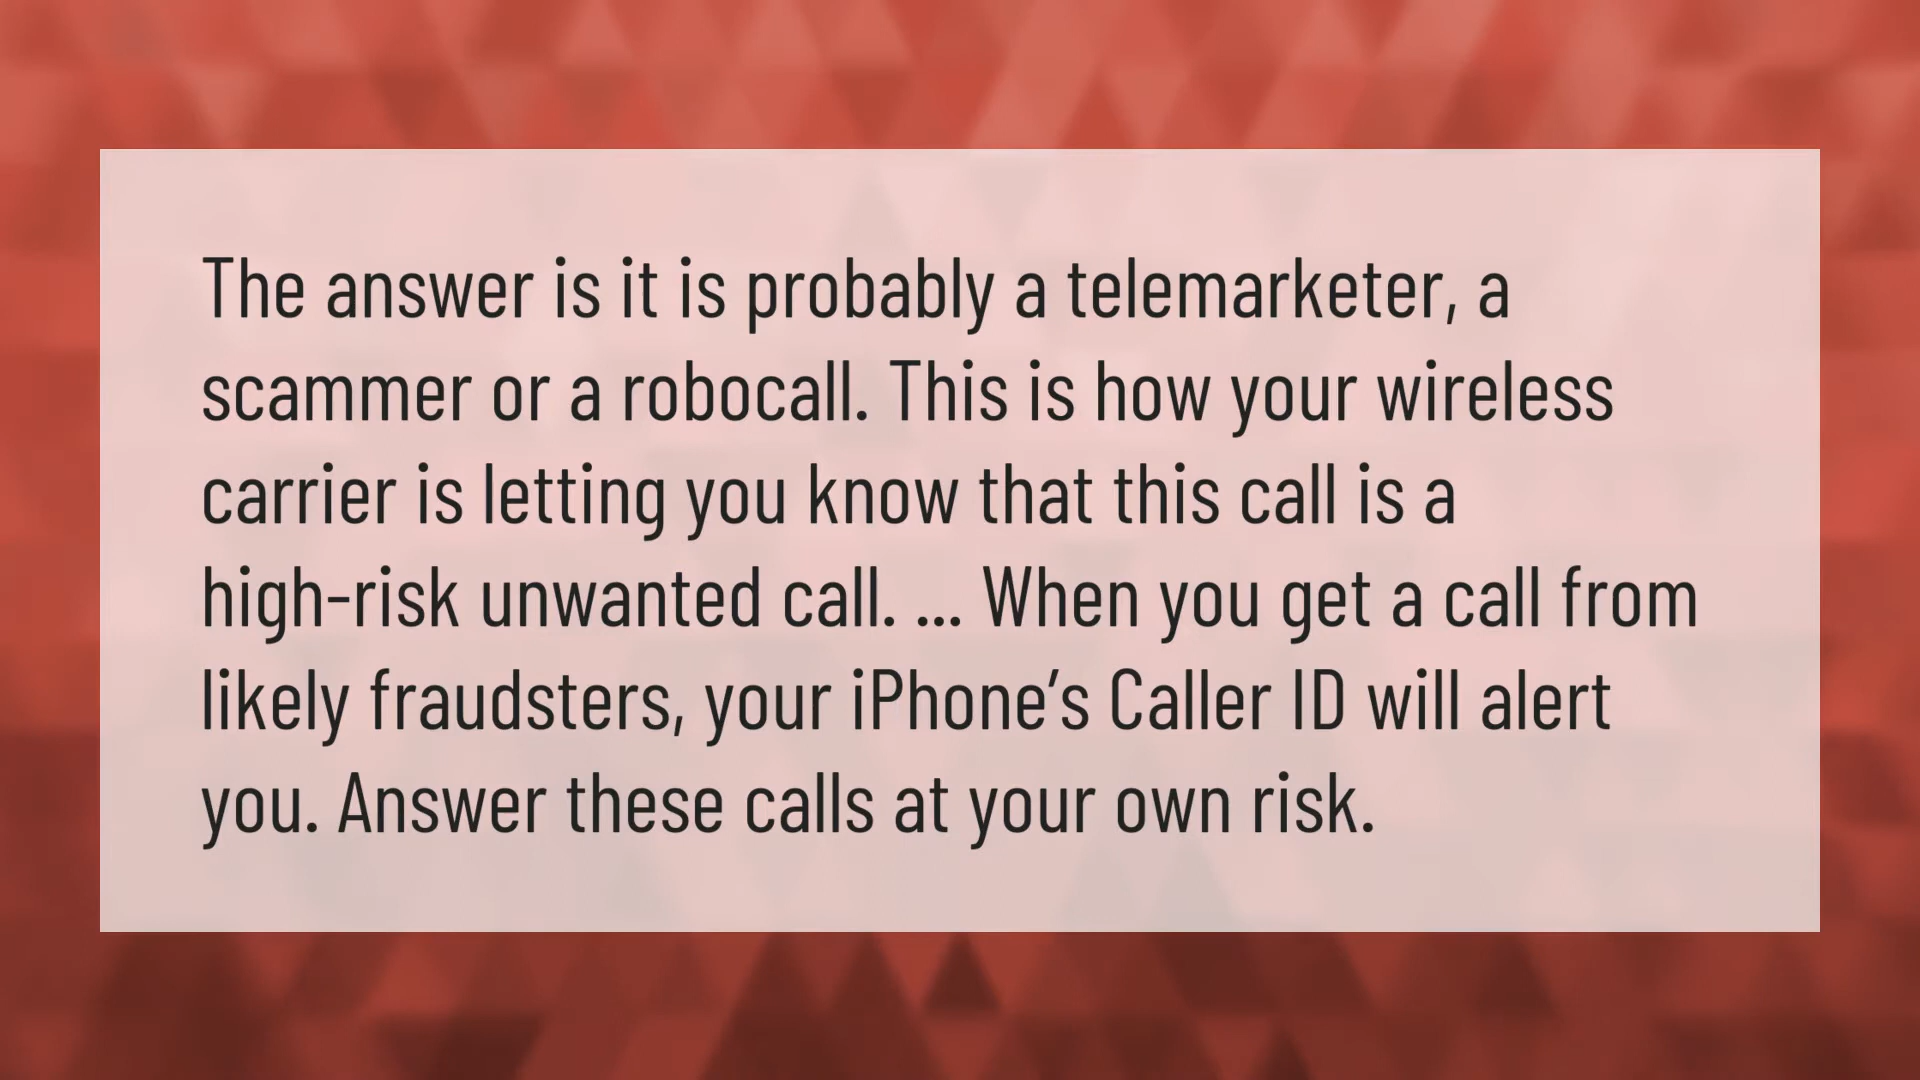 The answer is it is probably a telemarketer, a
scammer or a robocall. This is how your wireless
carrier is letting you know that this call is a
high-risk unwanted call. ... When you get a call from
likely fraudsters, your iPhone’s Caller ID will alert
you. Answer these calls at your own risk.